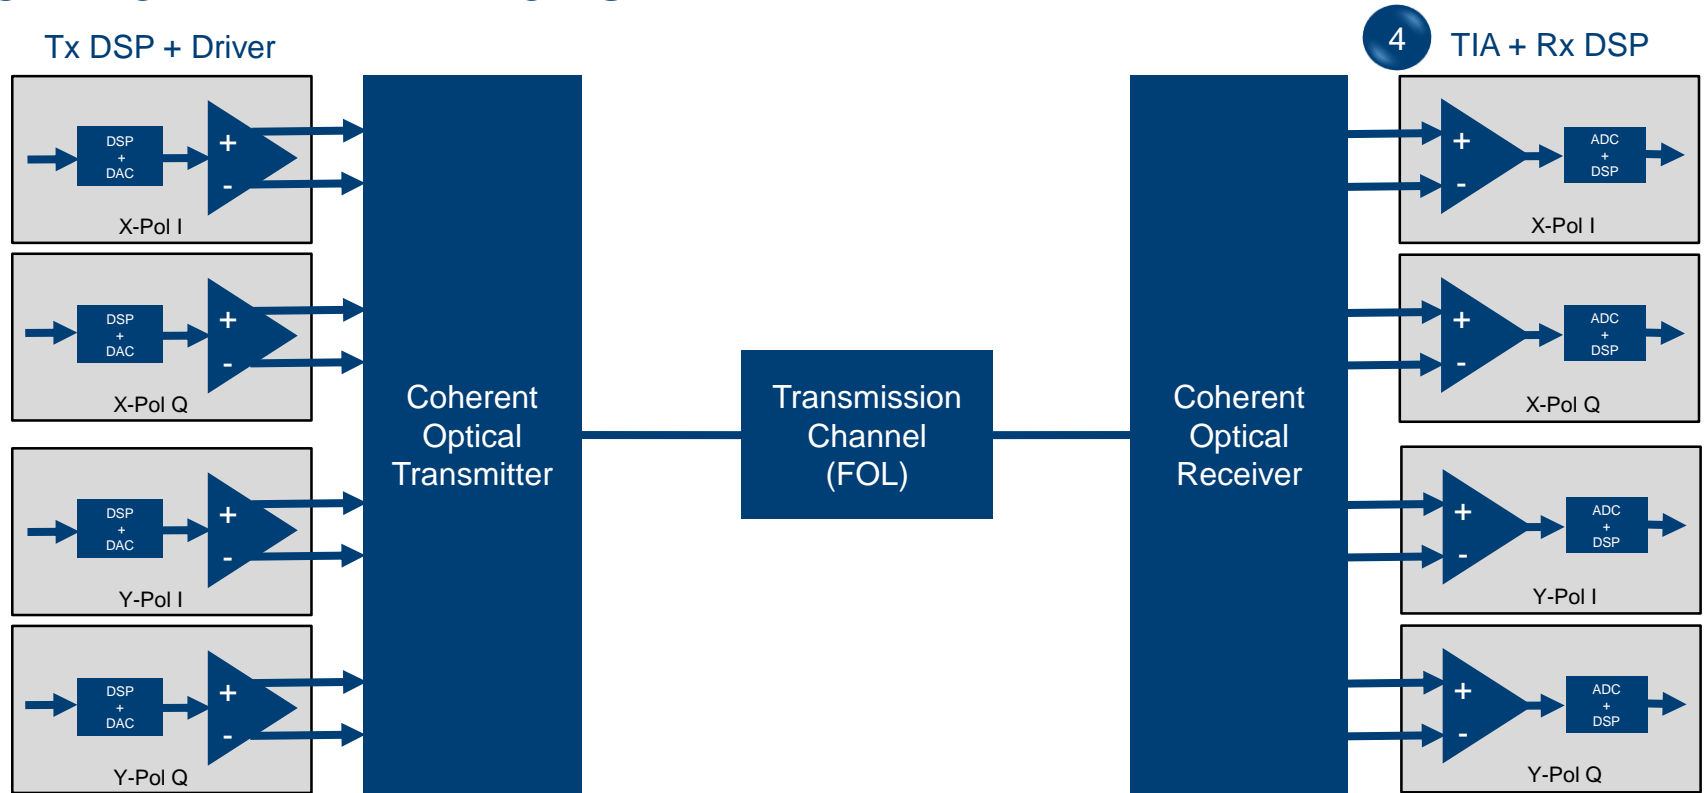 Tx DSP + Driver
4
TIA + Rx DSP
DSP
+
DAC
+
-
X-Pol I
DSP
+
DAC
+
-
X-Pol Q
DSP
+
DAC
+
-
Y-Pol I
DSP
+
DAC
+
-
Y-Pol Q
Coherent
Optical
Transmitter
Transmission
Channel
(FOL)
Coherent
Optical
Receiver
+
-
ADC
+
DSP
X-Pol I
+
-
ADC
+
DSP
X-Pol Q
+
-
ADC
+
DSP
Y-Pol I
+
-
ADC
+
DSP
Y-Pol Q